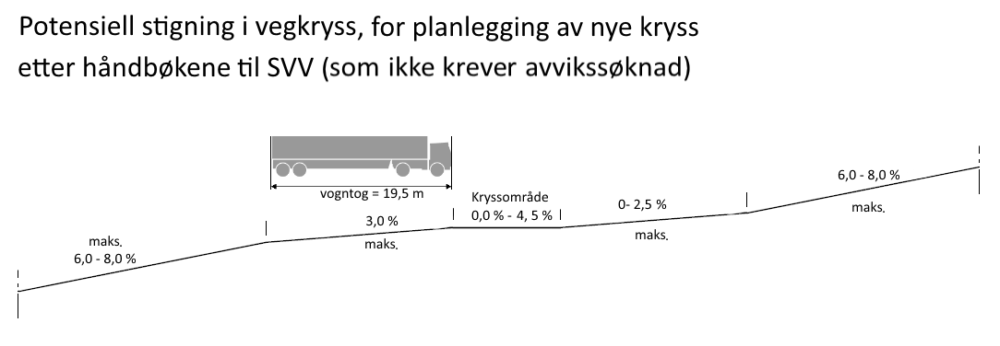 Potensiell stigning i vegkryss, for planlegging av nye kryss
etter håndbøkene til SVV (som ikke krever avvikssøknad)
vogntog = 19,5 m
Kryssområde
0,0 % - 4, 5 %
6,0 - 8,0 %
maks.
0- 2,5 %
maks.
3,0 %
maks.
maks.
6,0 - 8,0 %